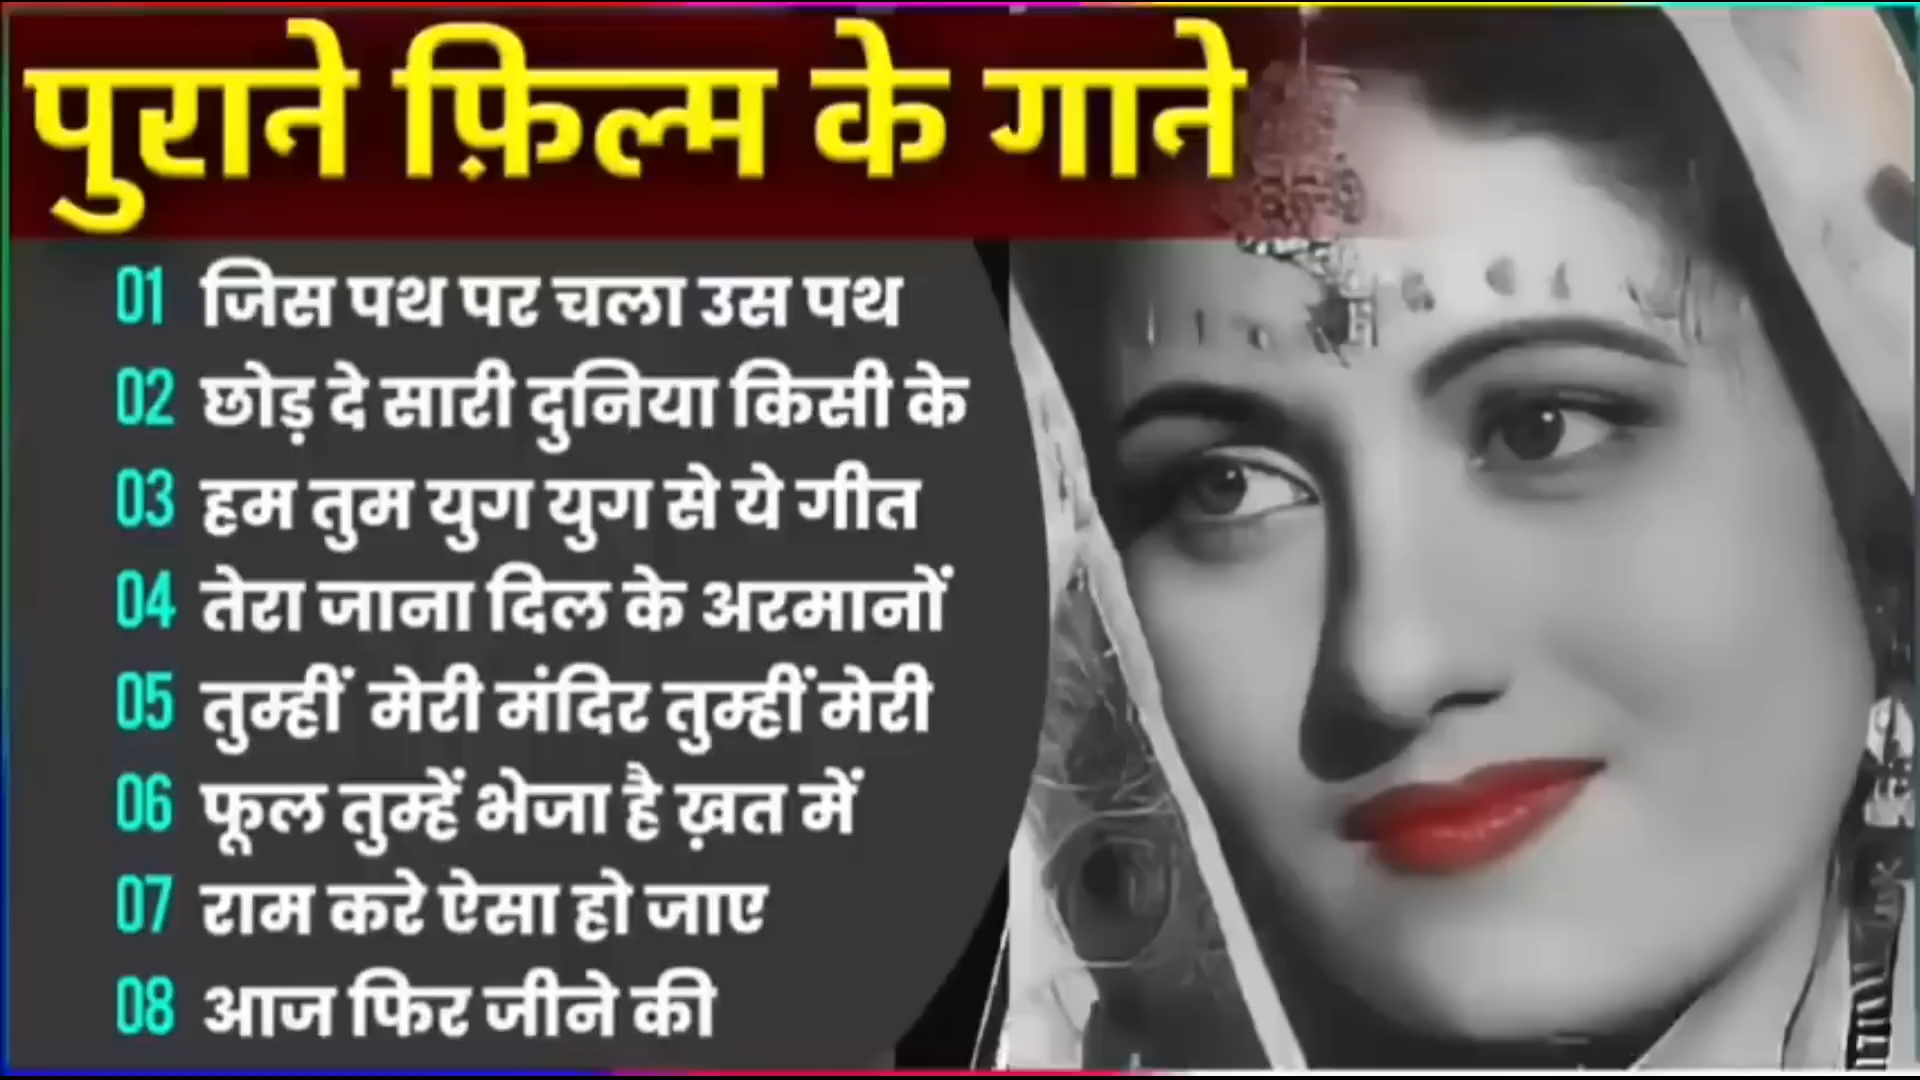 पुराने फ़िल्म के गाने
01 जिस पथ पर चला उस पथ
02 छोड़ दे सारी दुनिया किसी के
03 हम तुम युग युग से ये गीत
04 तेरा जाना दिल के अरमानों
05 तुम्हीं मेरी मंदिर तुम्हीं मेरी
06 फूल तुम्हें भेजा है ख़त में
07 राम करे ऐसा हो जाए
08 आज फिर जीने की